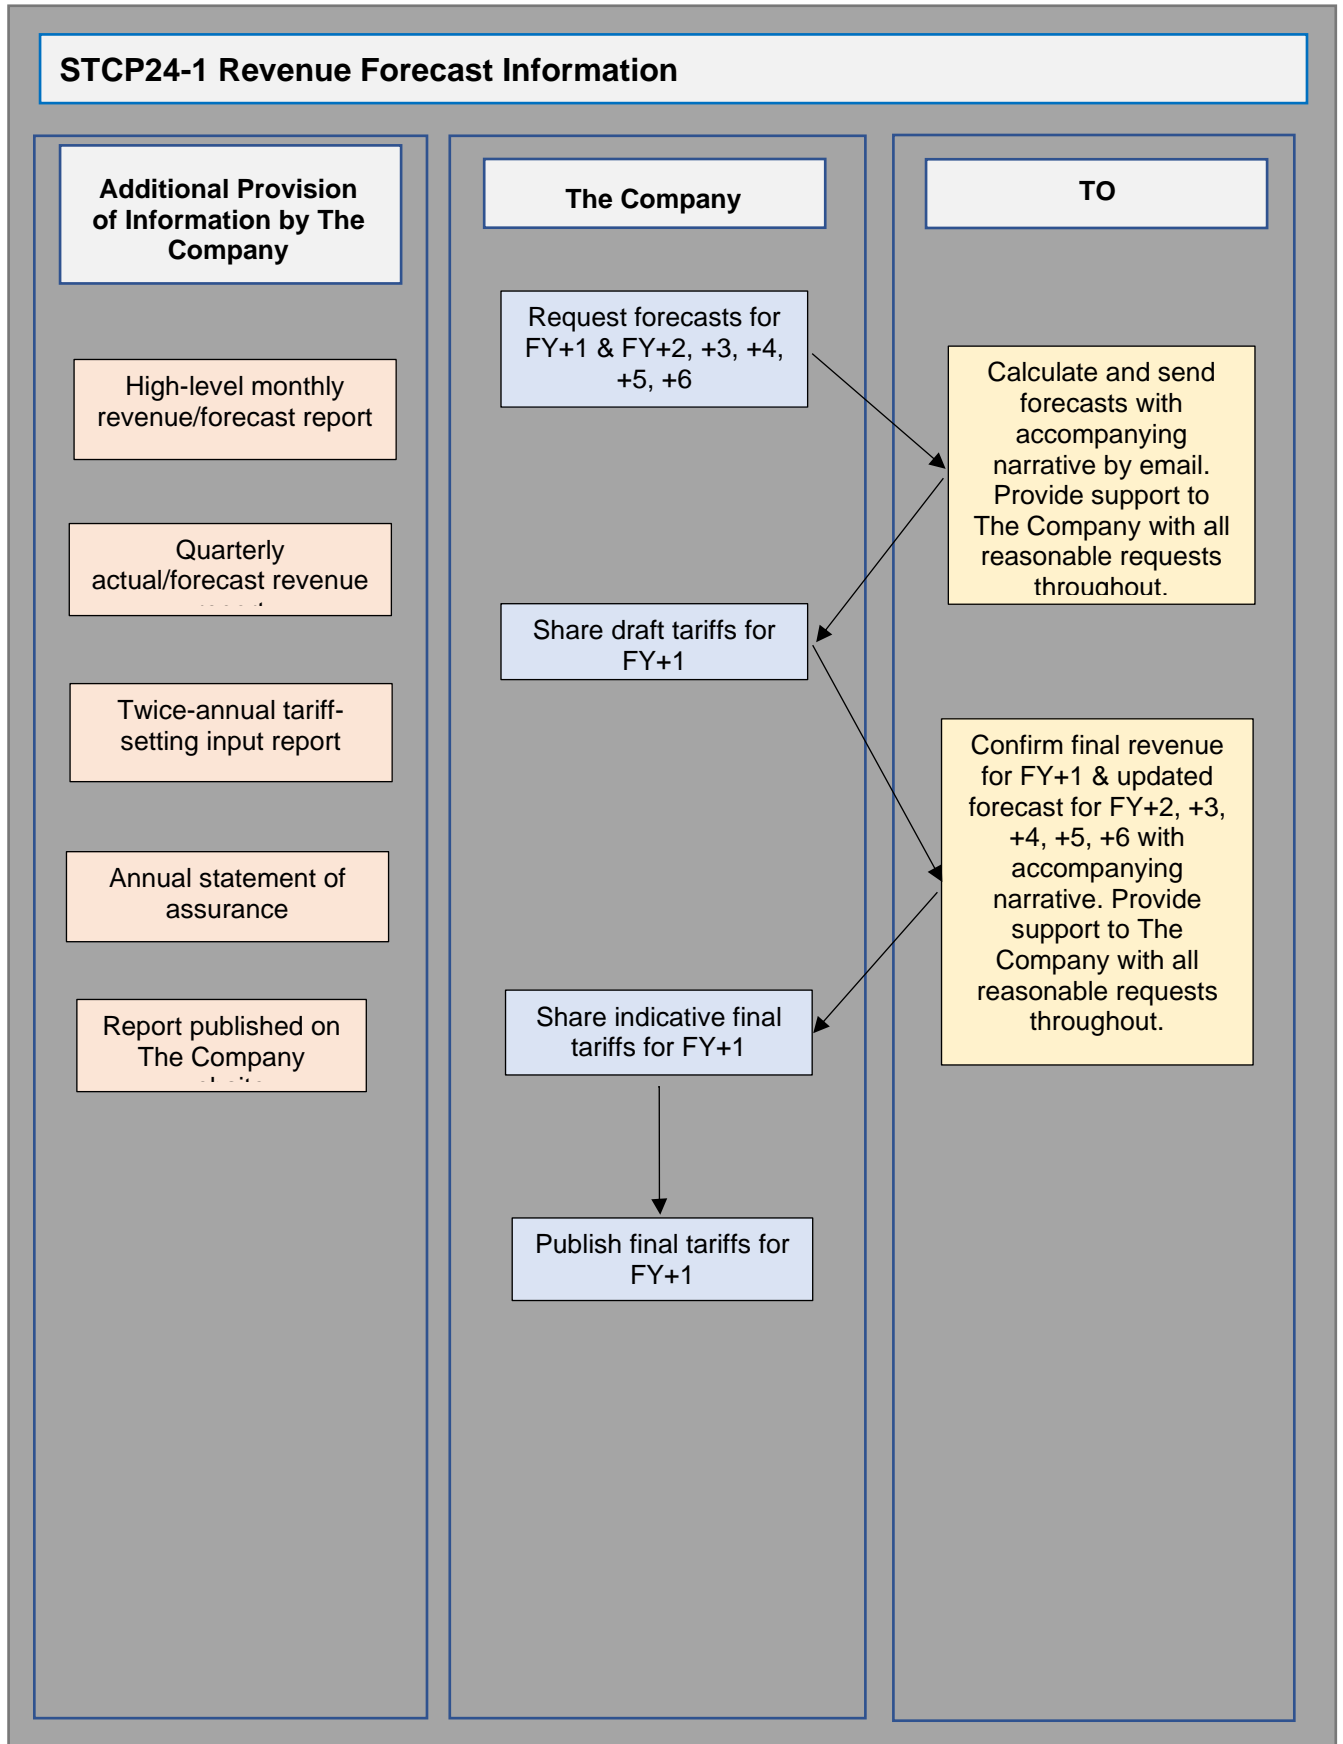 STCP24-1 Revenue Forecast Information
Additional Provision
of Information by The
Company
High-level monthly
revenue/forecast report
Quarterly
actual/forecast revenue
Twice-annual tariff-
setting input report
Annual statement of
assurance
Report published on
The Company
The Company
Request forecasts for
FY+1 & FY+2, +3, +4,
+5, +6
Share draft tariffs for
FY+1
Share indicative final
tariffs for FY+1
Publish final tariffs for
FY+1
TO
Calculate and send
forecasts with
accompanying
narrative by email.
Provide support to
The Company with all
reasonable requests
throughout.
Confirm final revenue
for FY+1 & updated
forecast for FY+2, +3,
+4, +5, +6 with
accompanying
narrative. Provide
support to The
Company with all
reasonable requests
throughout.